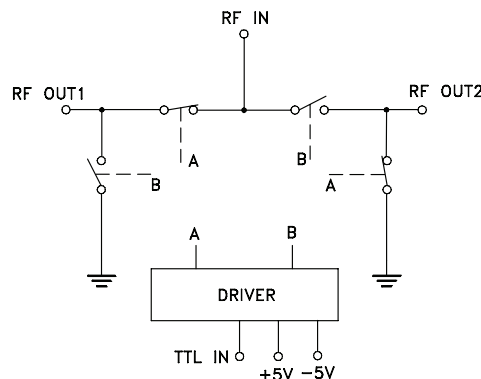 RF IN
RF OUT1
RF OUT2
A
B
B
A
A
B
DRIVER
TTL IN
+5V
-5V